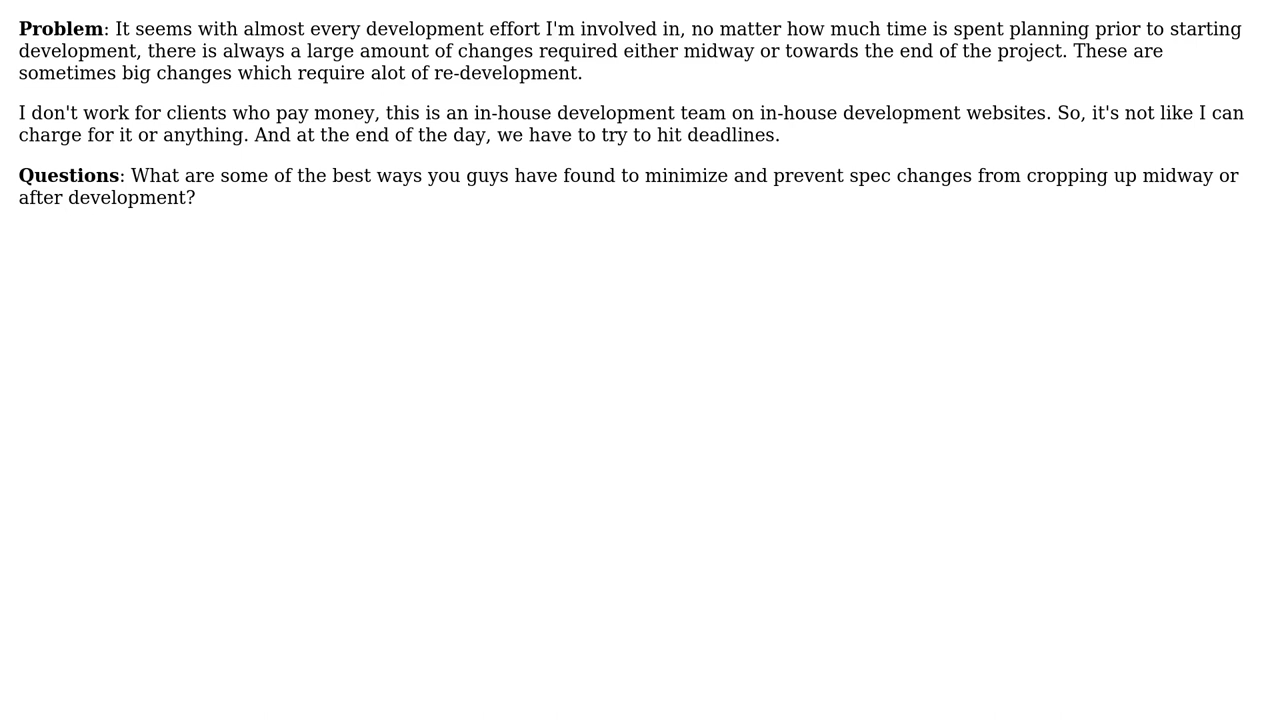 Problem: It seems with almost every development effort I'm involved in, no matter how much time is spent planning prior to starting
development, there is always a large amount of changes required either midway or towards the end of the project. These are
sometimes big changes which require alot of re-development.
I don't work for clients who pay money, this is an in-house development team on in-house development websites. So, it's not like I can
charge for it or anything. And at the end of the day, we have to try to hit deadlines.
Questions: What are some of the best ways you guys have found to minimize and prevent spec changes from cropping up midway or
after development?